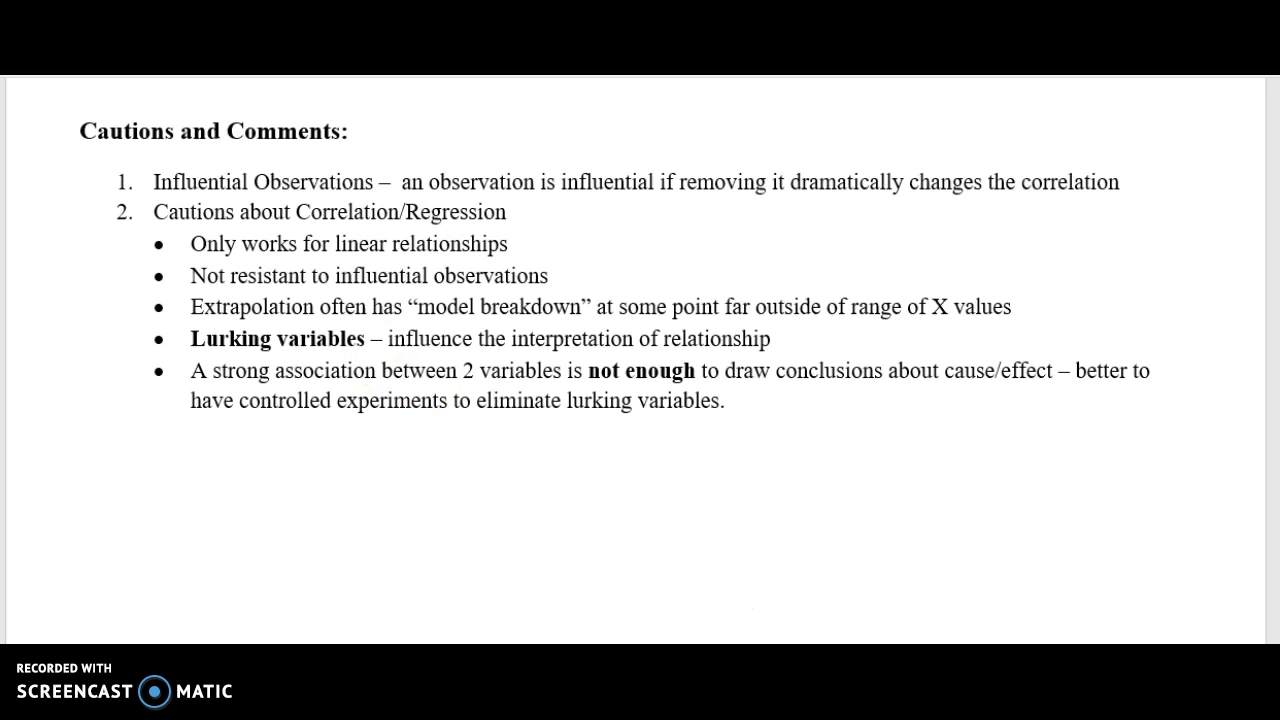 Cautions and Comments:
1. Influential Observations – an observation is influential if removing it dramatically changes the correlation
2. Cautions about Correlation/Regression
• Only works for linear relationships
• Not resistant to influential observations
• Extrapolation often has “model breakdown” at some point far outside of range of X values
• Lurking variables – influence the interpretation of relationship
• A strong association between 2 variables is not enough to draw conclusions about cause/effect – better to
have controlled experiments to eliminate lurking variables.
RECORDED WITH
SCREENCAST MATIC